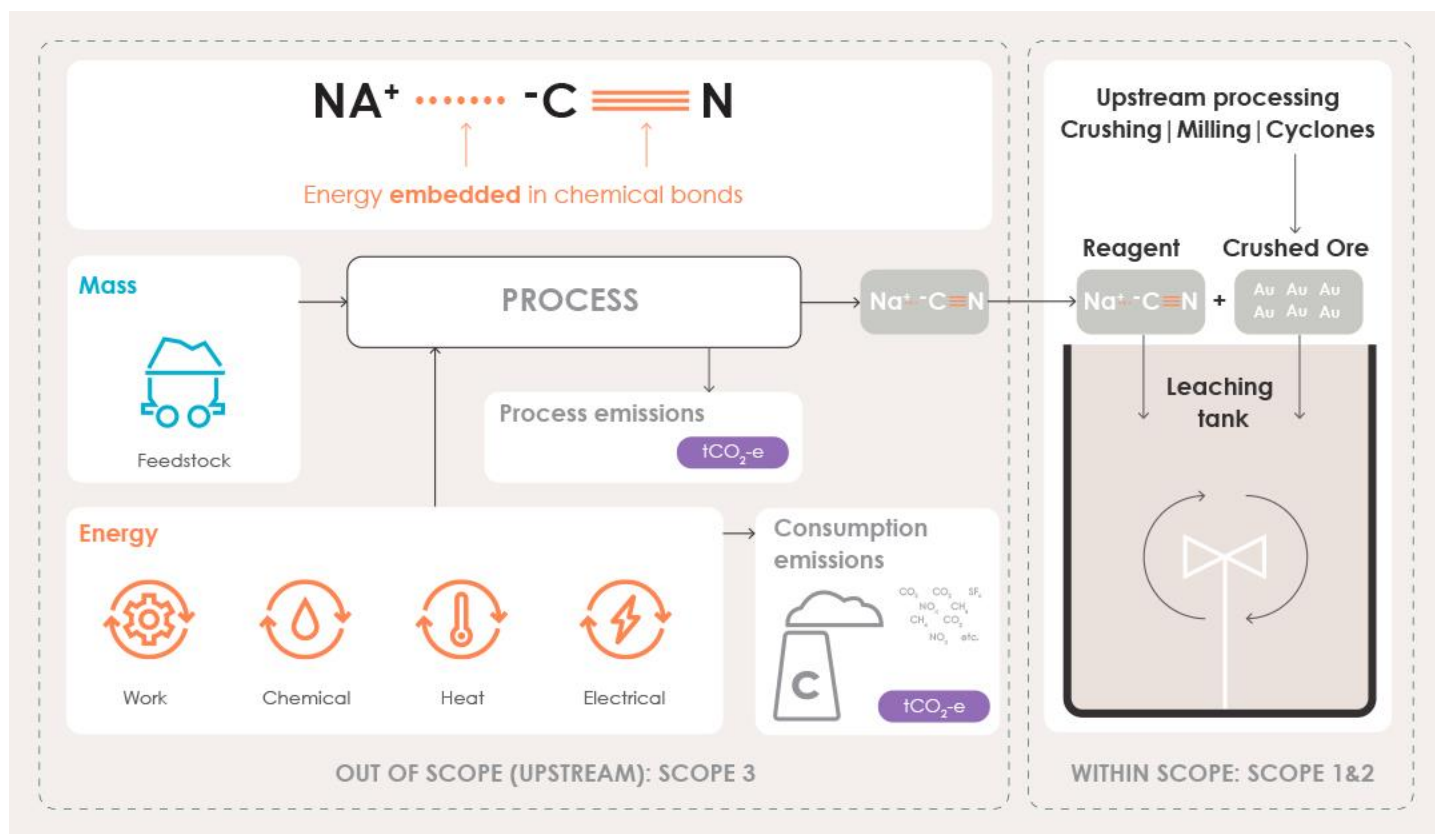 NA⁺ ······· ⁻C ≡ N
Energy embedded in chemical bonds
Mass
Feedstock
PROCESS
Na⁺··⁻C≡N
Process emissions
tCO₂-e
Energy
Work
Chemical
Heat
Electrical
Consumption
emissions
CO₂ CO₂ SF₆
NO₂ CH₄
CH₄ CO₂
NO₂ etc.
C
tCO₂-e
OUT OF SCOPE (UPSTREAM): SCOPE 3
Upstream processing
Crushing|Milling|Cyclones
Reagent
Crushed Ore
Na⁺··⁻C≡N
+
Au Au Au
Au Au Au
Leaching
tank
WITHIN SCOPE: SCOPE 1&2